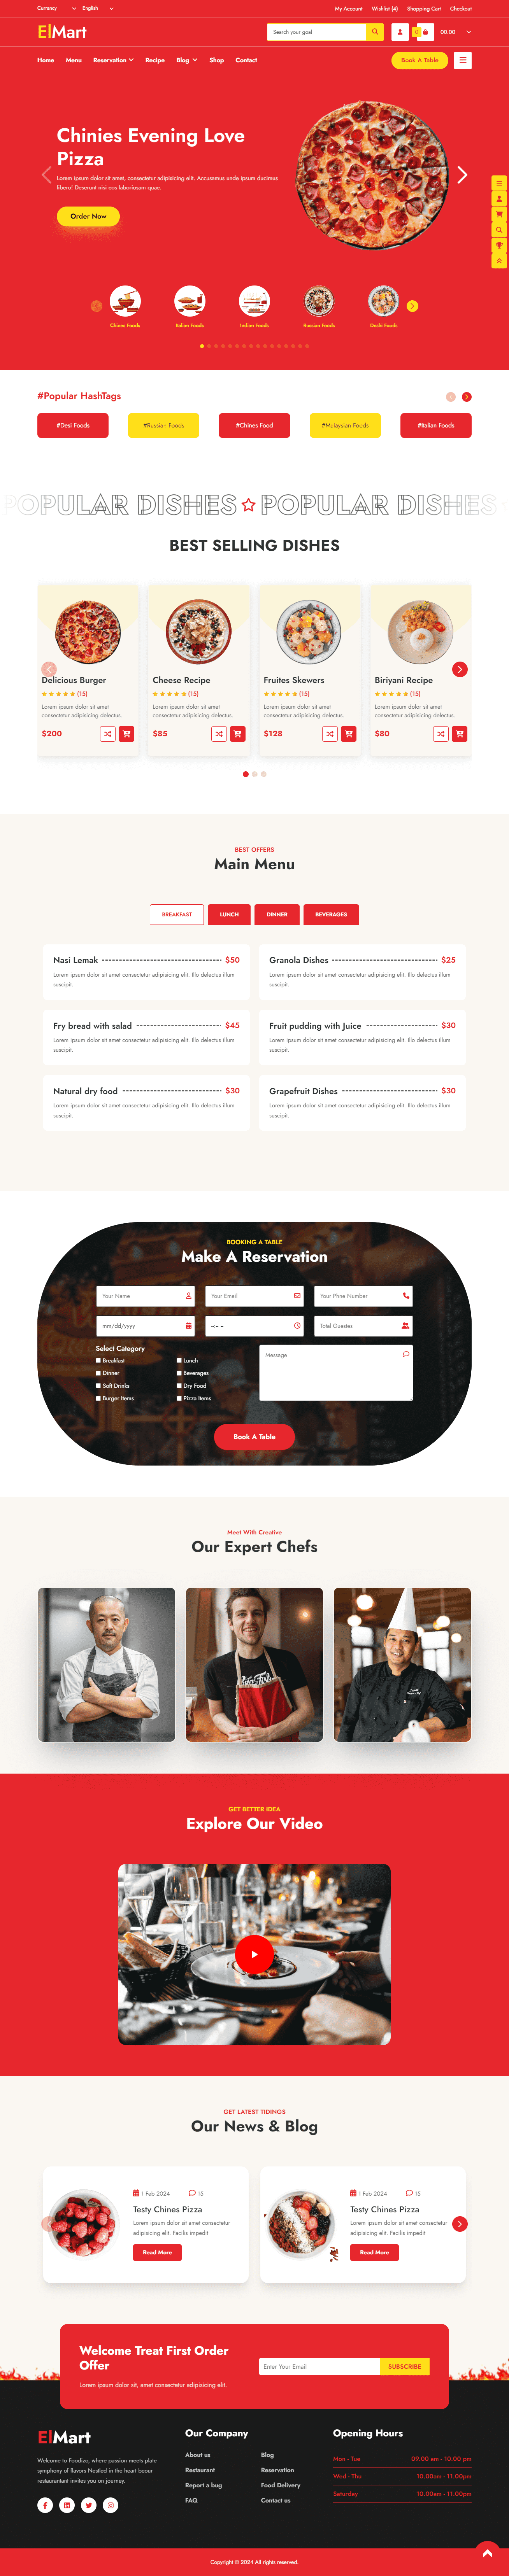 Currency English My Account Wishlist (4) Shopping Cart Checkout
ElMart Search your goal 0 00.00
Home Menu Reservation Recipe Blog Shop Contact Book A Table
Chinies Evening Love
Pizza
Lorem ipsum dolor sit amet, consectetur adipisicing elit. Accusamus unde ipsum ducimus
libero! Deserunt nisi eos laboriosam quae.
Order Now
Chines Foods Italian Foods Indian Foods Russian Foods Deshi Foods
#Popular HashTags
#Desi Foods #Russian Foods #Chines Food #Malaysian Foods #Italian Foods
POPULAR DISHES POPULAR DISHES
BEST SELLING DISHES
Delicious Burger Cheese Recipe Fruites Skewers Biriyani Recipe
(15) (15) (15) (15)
Lorem ipsum dolor sit amet Lorem ipsum dolor sit amet Lorem ipsum dolor sit amet Lorem ipsum dolor sit amet
consectetur adipisicing delectus. consectetur adipisicing delectus. consectetur adipisicing delectus. consectetur adipisicing delectus.
$200 $85 $128 $80
BEST OFFERS
Main Menu
BREAKFAST LUNCH DINNER BEVERAGES
Nasi Lemak $50 Granola Dishes $25
Lorem ipsum dolor sit amet consectetur adipisicing elit. Illo delectus illum Lorem ipsum dolor sit amet consectetur adipisicing elit. Illo delectus illum
suscipit. suscipit.
Fry bread with salad $45 Fruit pudding with Juice $30
Lorem ipsum dolor sit amet consectetur adipisicing elit. Illo delectus illum Lorem ipsum dolor sit amet consectetur adipisicing elit. Illo delectus illum
suscipit. suscipit.
Natural dry food $30 Grapefruit Dishes $30
Lorem ipsum dolor sit amet consectetur adipisicing elit. Illo delectus illum Lorem ipsum dolor sit amet consectetur adipisicing elit. Illo delectus illum
suscipit. suscipit.
BOOKING A TABLE
Make A Reservation
Your Name Your Email Your Phne Number
mm/dd/yyyy --:-- -- Total Guestes
Select Category Message
Breakfast Lunch
Dinner Beverages
Soft Drinks Dry Food
Burger Items Pizza Items
Book A Table
Meet With Creative
Our Expert Chefs
GET BETTER IDEA
Explore Our Video
GET LATEST TIDINGS
Our News & Blog
1 Feb 2024 15 1 Feb 2024 15
Testy Chines Pizza Testy Chines Pizza
Lorem ipsum dolor sit amet consectetur Lorem ipsum dolor sit amet consectetur
adipisicing elit. Facilis impedit adipisicing elit. Facilis impedit
Read More Read More
Welcome Treat First Order
Offer
Enter Your Email SUBSCRIBE
Lorem ipsum dolor sit, amet consectetur adipisicing elit.
ElMart Our Company Opening Hours
Welcome to Foodizo, where passion meets plate
symphony of flavors Nestled in the heart beour
restauranterit invites you on journey.
About us Blog
Restaurant Reservation
Report a bug Food Delivery
FAQ Contact us
Mon - Tue 09.00 am - 10.00 pm
Wed - Thu 10.00am - 11.00pm
Saturday 10.00am - 11.00pm
Copyright © 2024 All rights reserved.